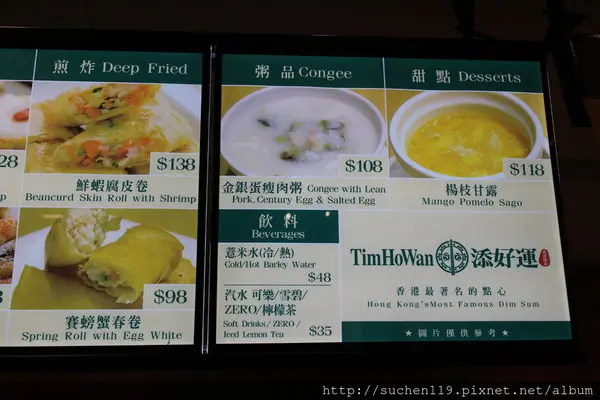 煎炸 Deep Fried
$138
鮮蝦腐皮卷
Beancurd Skin Roll with Shrimp
$98
賽螃蟹春卷
Spring Roll with Egg White
粥品 Congee
$108
金銀蛋瘦肉粥 Congee with Lean
Pork, Century Egg & Salted Egg
飲料
Beverages
薏米水(冷/熱)
Cold/Hot Barley Water
$48
汽水 可樂/雪碧/
ZERO/檸檬茶
Soft Drinks/ ZERO /
Iced Lemon Tea
$35
甜點 Desserts
$118
楊枝甘露
Mango Pomelo Sago
TimHoWan 添好運
香港最著名的點心
Hong Kong'sMost Famous Dim Sum
★ 圖片僅供參考 ★
http://suchen119.pixnet.net/album